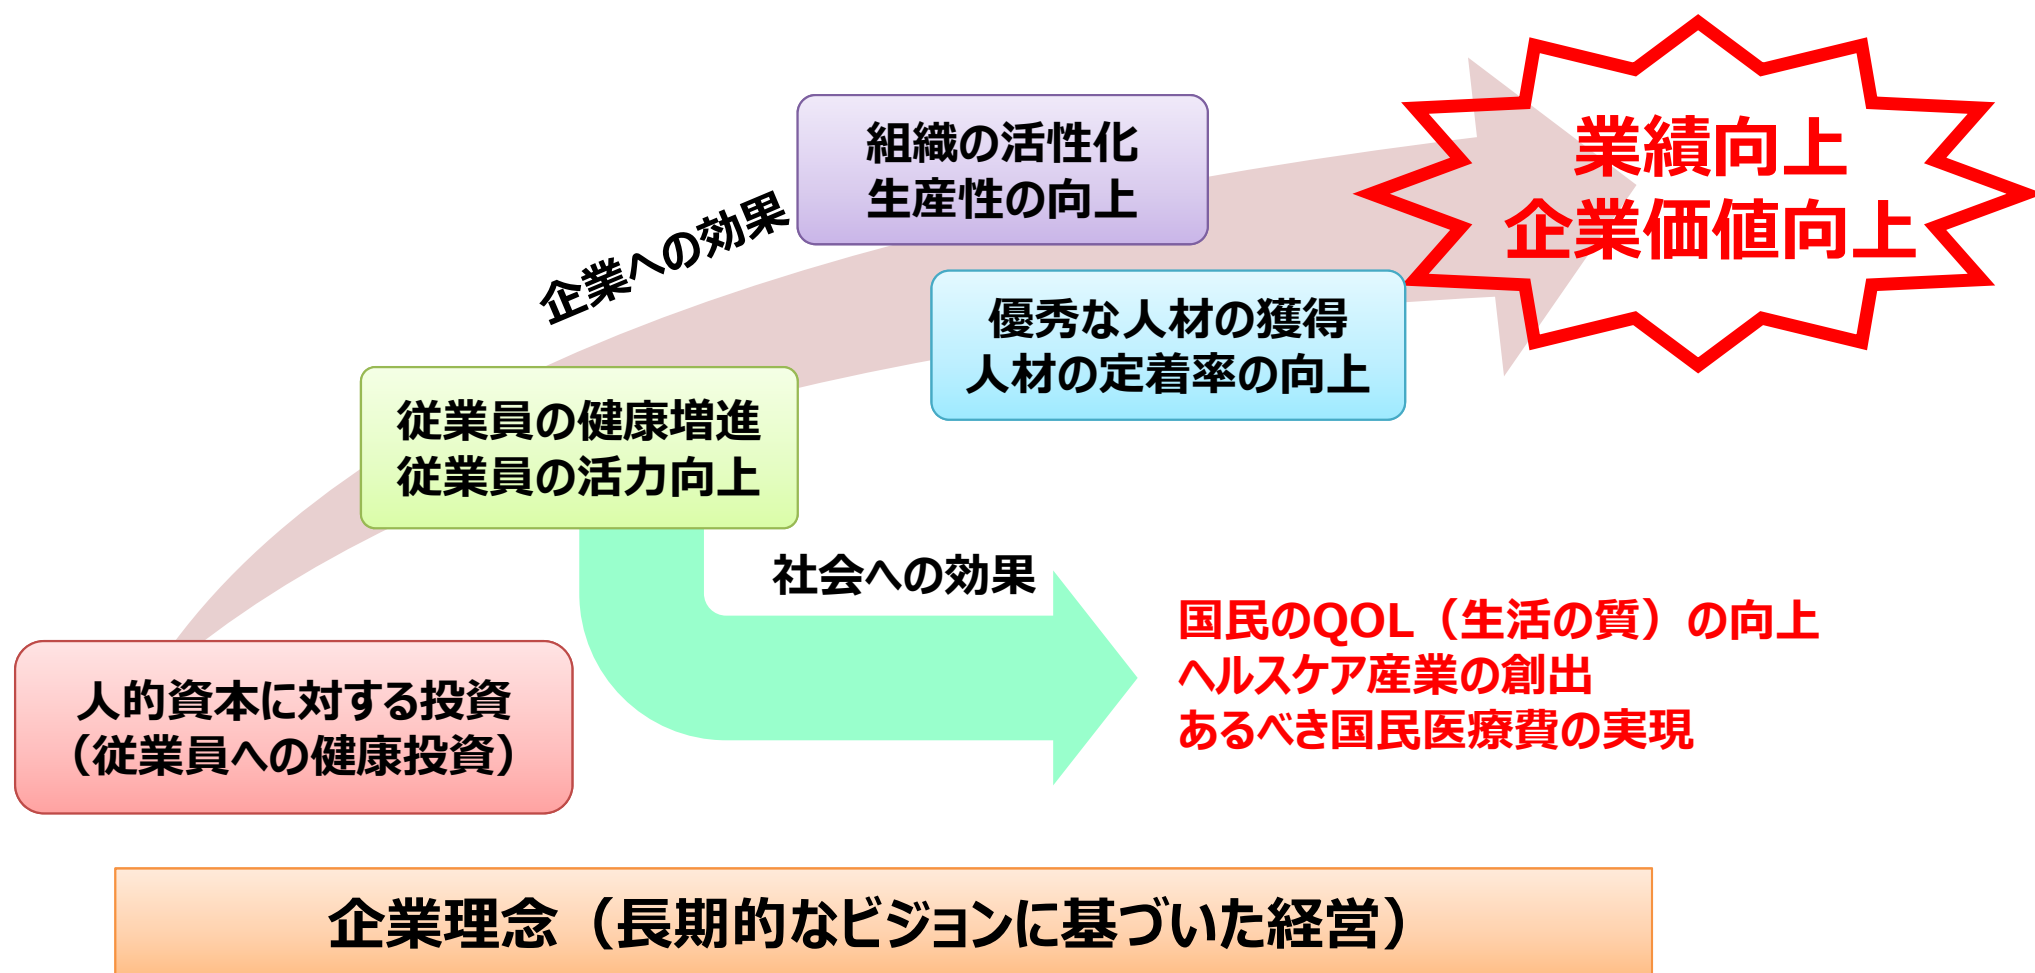 業績向上
企業価値向上
組織の活性化
生産性の向上
企業への効果
優秀な人材の獲得
人材の定着率の向上
従業員の健康増進
従業員の活力向上
社会への効果
国民のQOL（生活の質）の向上
ヘルスケア産業の創出
あるべき国民医療費の実現
人的資本に対する投資
（従業員への健康投資）
企業理念（長期的なビジョンに基づいた経営）